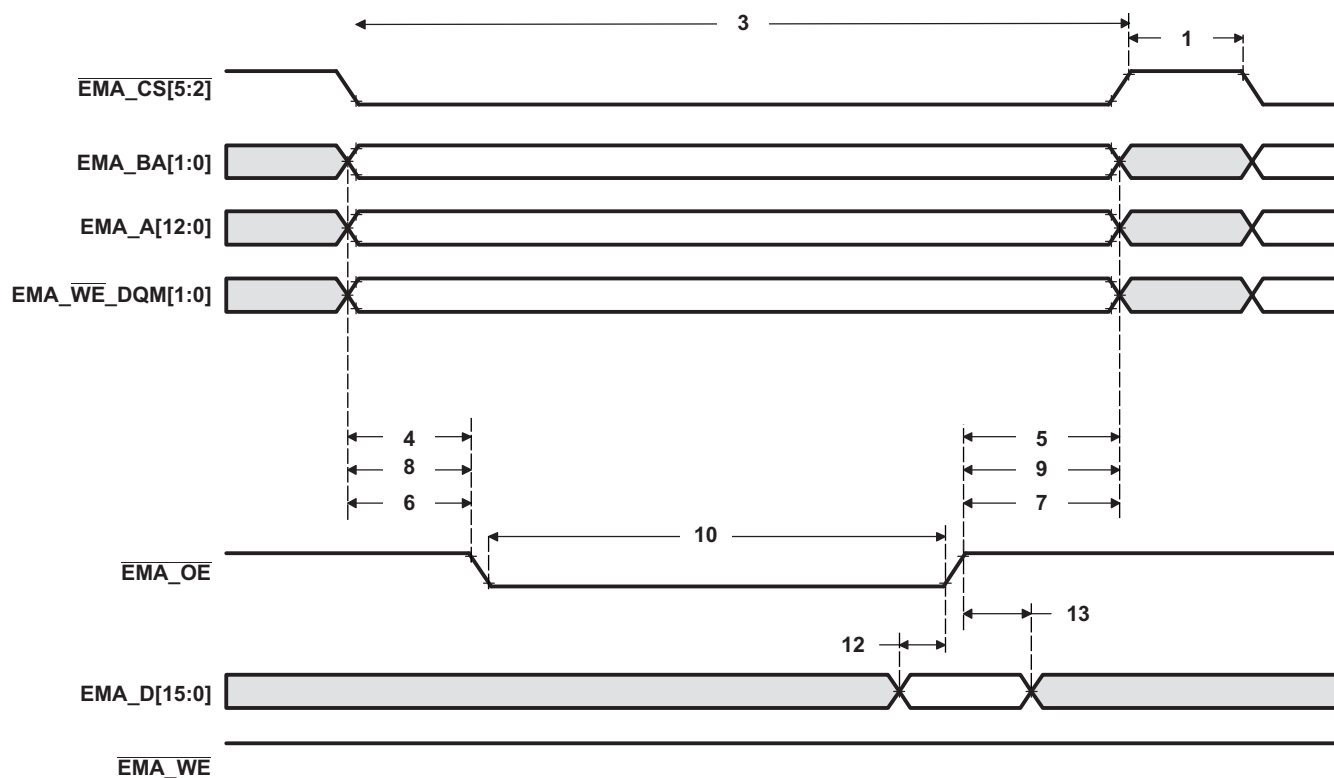 3
1
EMA_CS[5:2]
EMA_BA[1:0]
EMA_A[12:0]
EMA_WE_DQM[1:0]
4 5
8 9
6 7
10
EMA_OE
13
12
EMA_D[15:0]
EMA_WE